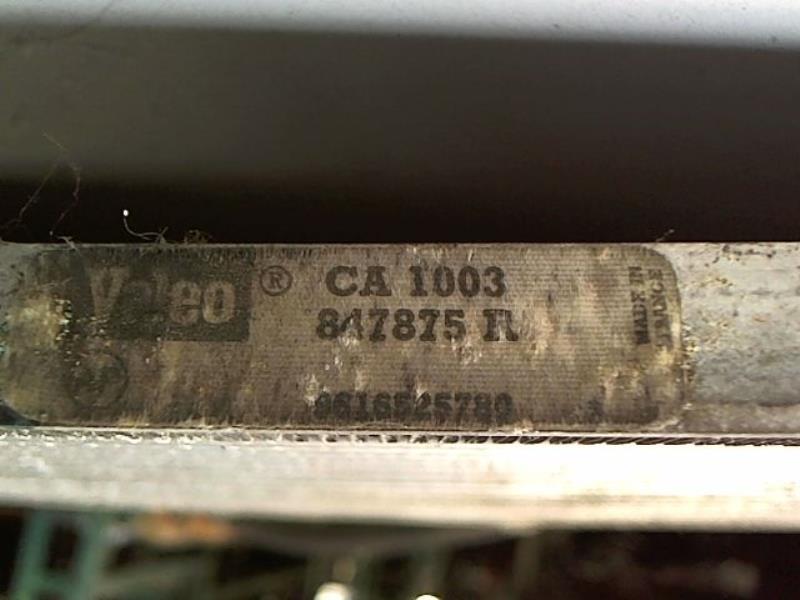 Valeo ® CA 1003
847875 R
9616525780
MADE IN
FRANCE